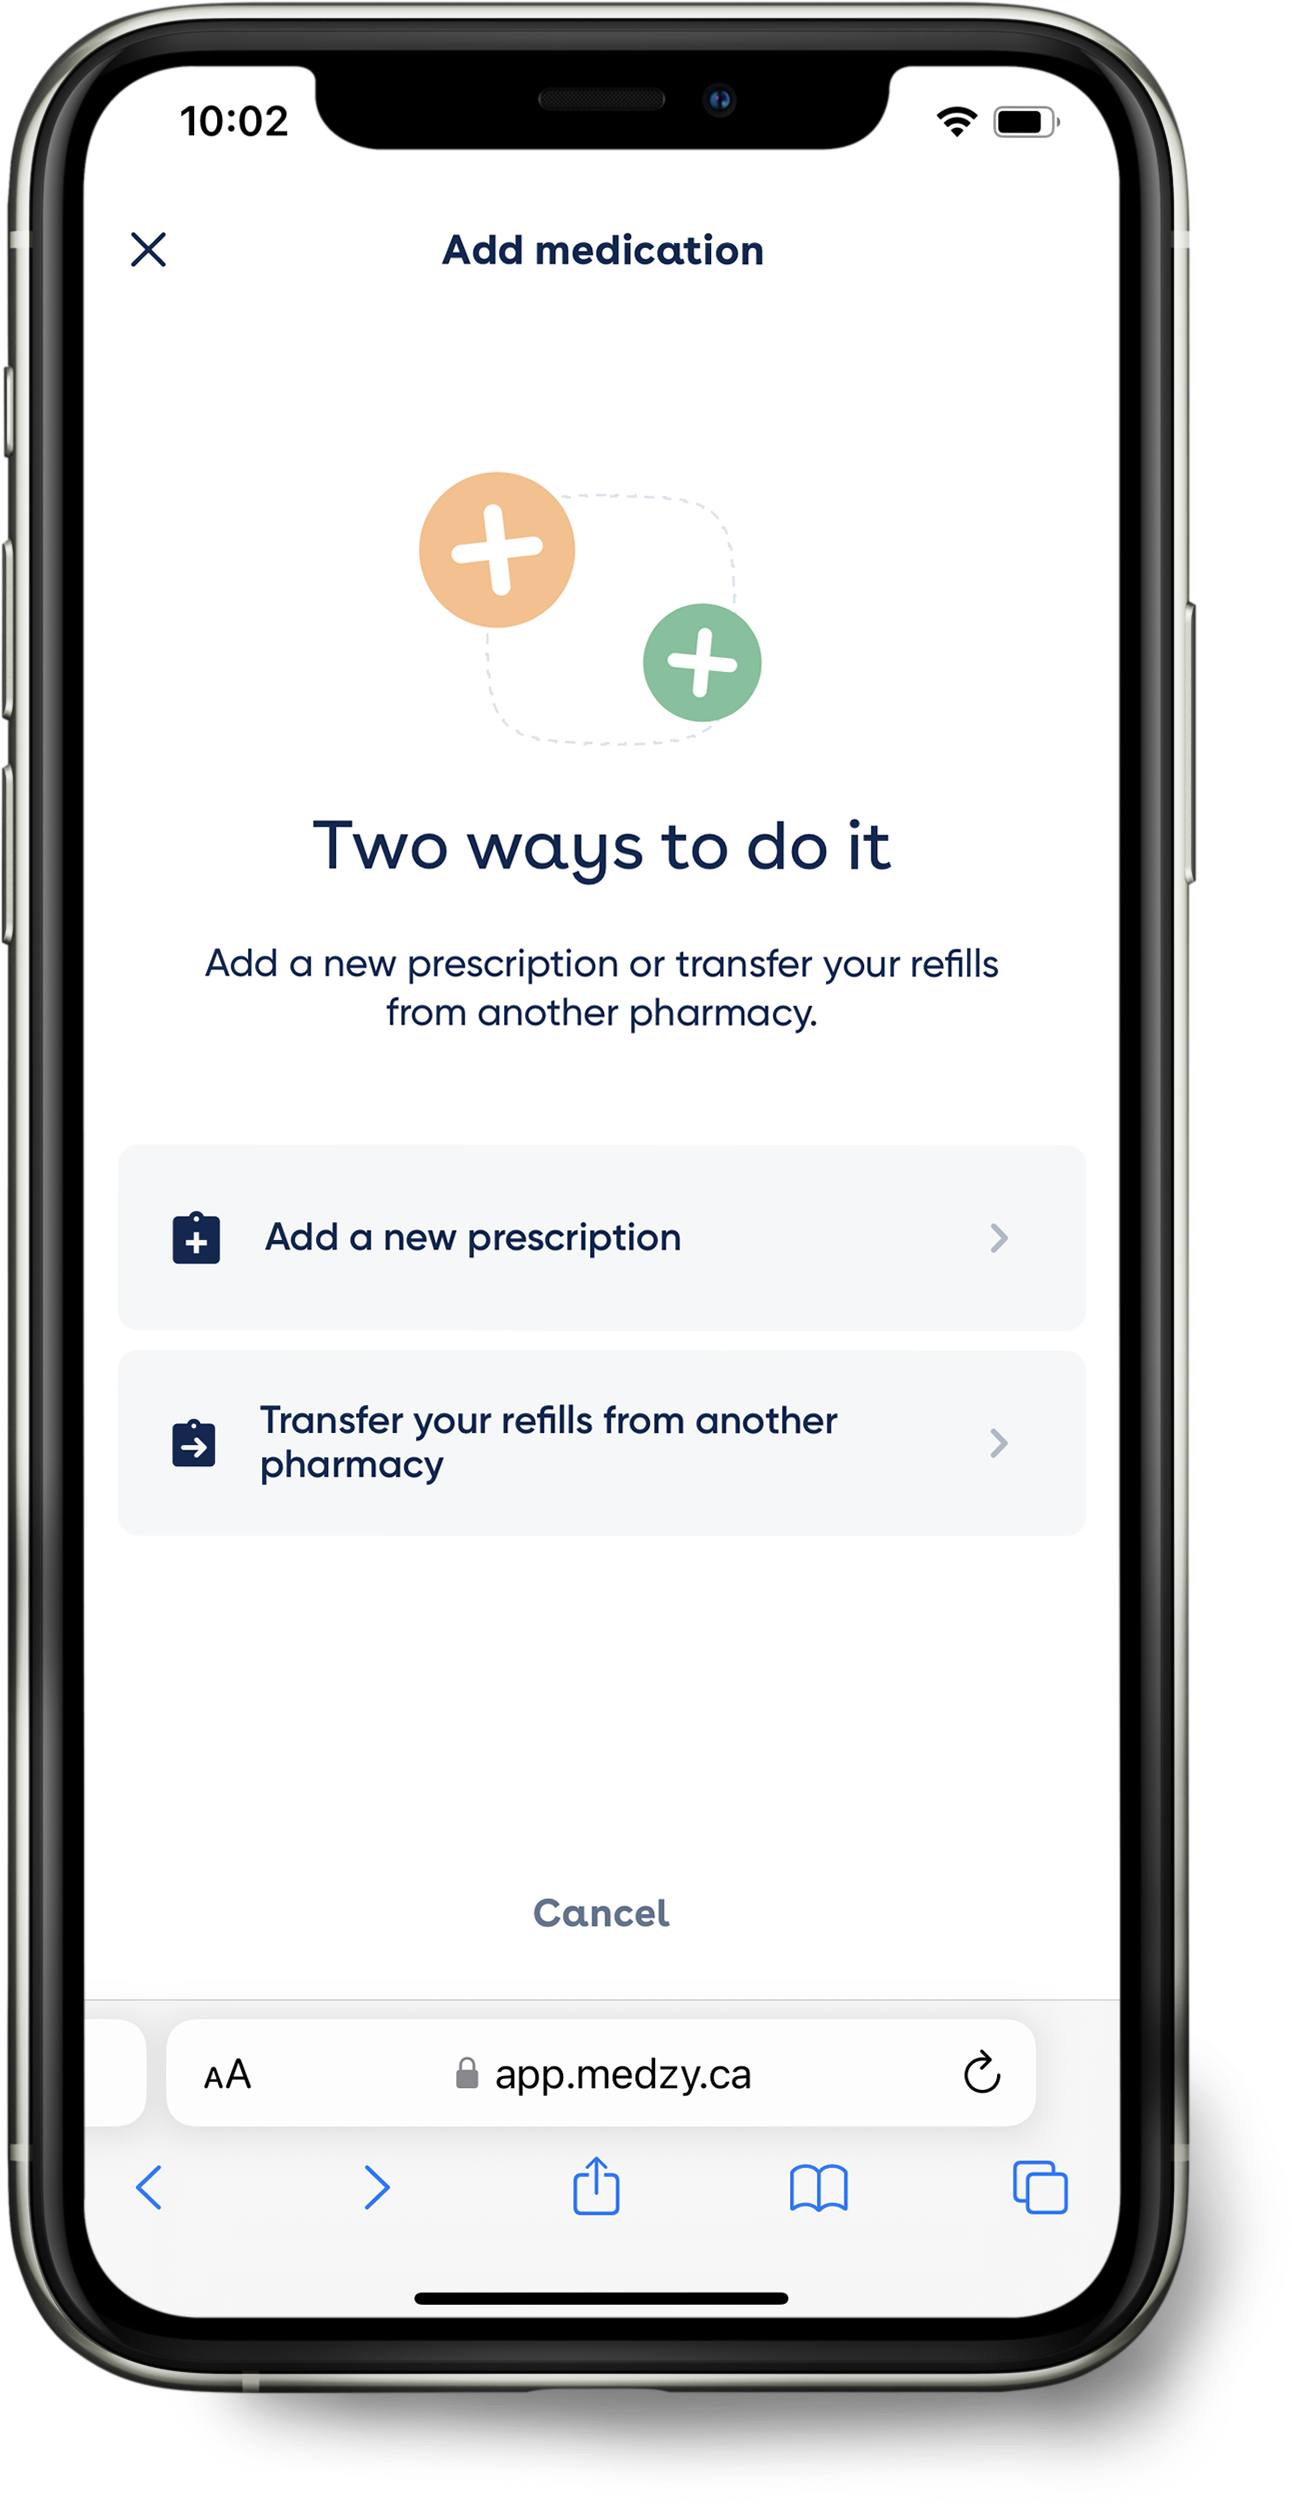 10:02
Add medication
Two ways to do it
Add a new prescription or transfer your refills
from another pharmacy.
Add a new prescription
Transfer your refills from another
pharmacy
Cancel
AA app.medzy.ca